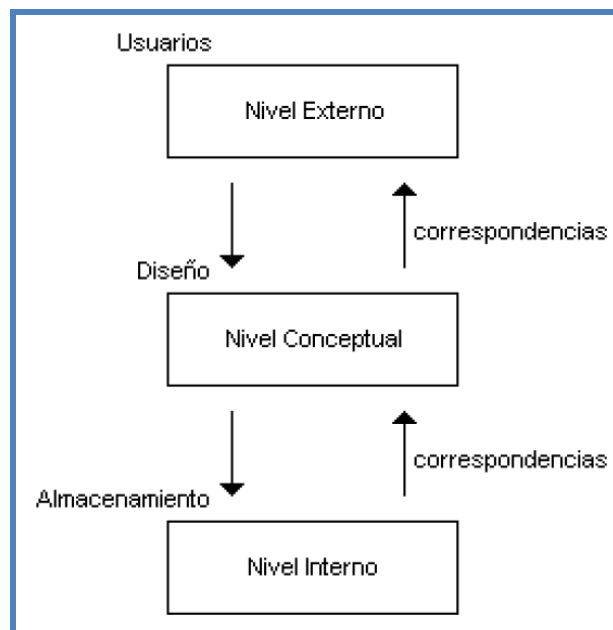 Usuarios
Nivel Externo
correspondencias
Diseño
Nivel Conceptual
correspondencias
Almacenamiento
Nivel Interno